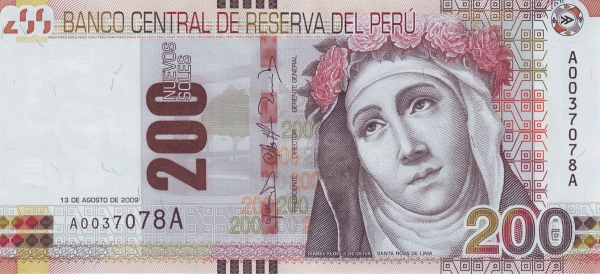 BANCO CENTRAL DE RESERVA DEL PERÚ
200
NUEVOS
SOLES
GERENTE GENERAL
DIRECTOR
13 DE AGOSTO DE 2009
A0037078A
A0037078A
200
SANTA ROSA DE LIMA
200